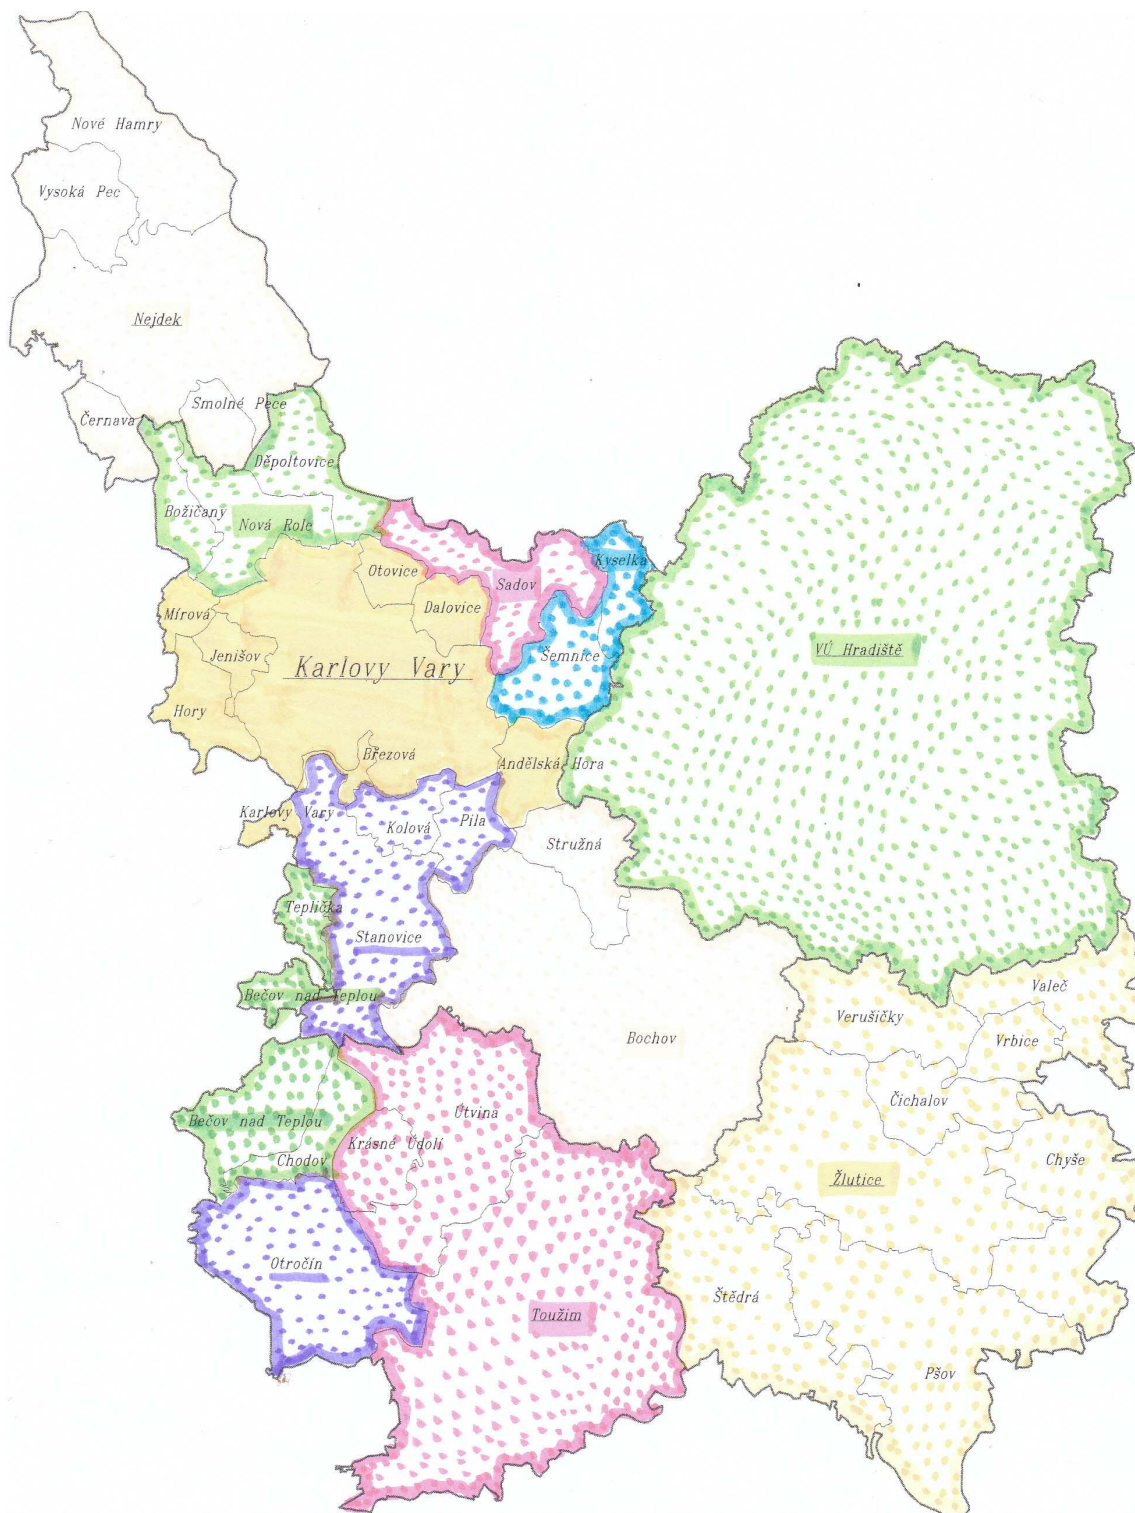 Nové Hamry
Vysoká Pec
Nejdek
Smolné Pece
Černava
Děpoltovice
Božičany
Nová Role
Kyselka
Otovice
Sadov
Dalovice
Mírová
Šemnice
VÚ Hradiště
Jenišov
Karlovy Vary
Hory
Březová
Andělská Hora
Karlovy Vary
Kolová
Pila
Stružná
Teplička
Stanovice
Bečov nad Teplou
Valeč
Verušičky
Bochov
Vrbice
Čichalov
Útvina
Bečov nad Teplou
Krásné Údolí
Chodov
Chyše
Žlutice
Otročín
Štědrá
Toužim
Pšov